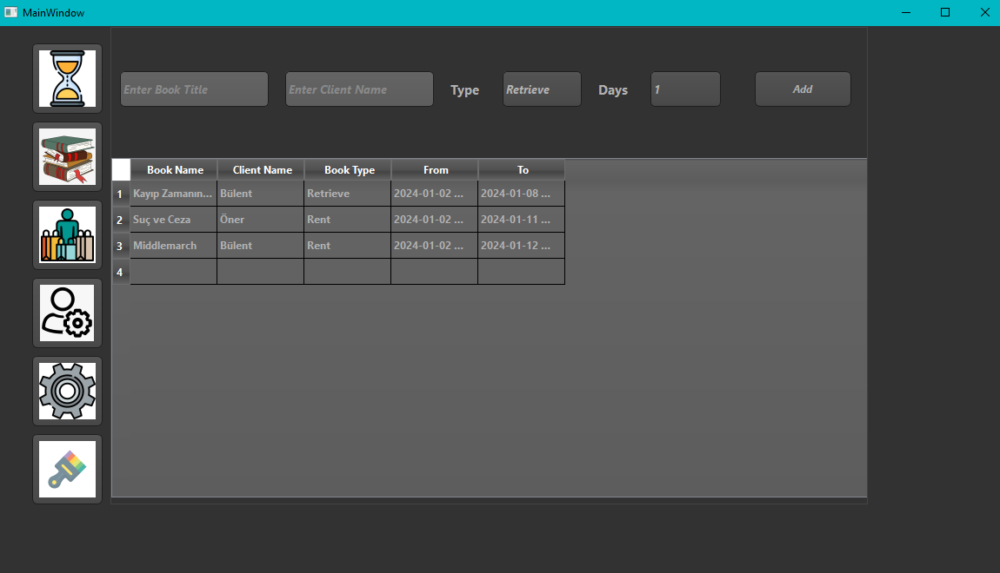 MainWindow
Enter Book Title Enter Client Name Type Retrieve Days 1 Add
Book Name Client Name Book Type From To
1 Kayıp Zamanın... Bülent Retrieve 2024-01-02 ... 2024-01-08 ...
2 Suç ve Ceza Öner Rent 2024-01-02 ... 2024-01-11 ...
3 Middlemarch Bülent Rent 2024-01-02 ... 2024-01-12 ...
4